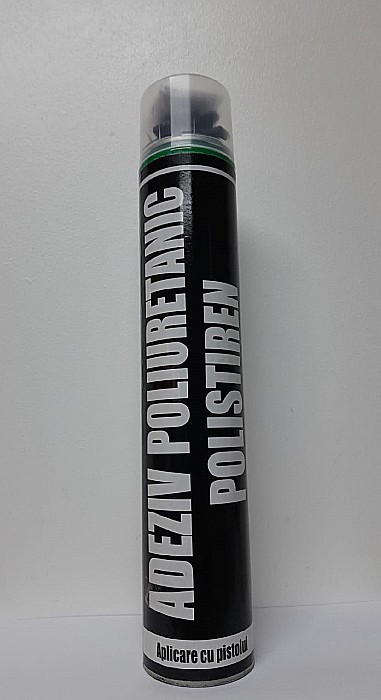 ADEZIV POLIURETANIC
POLISTIREN
Aplicare cu pistolul